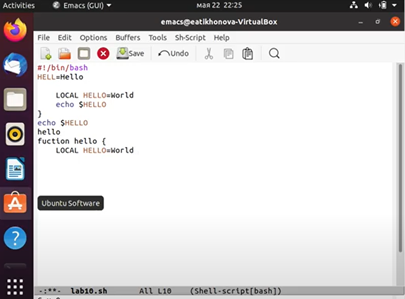 Activities Emacs (GUI) мая 22 22:25
emacs@eatikhonova-VirtualBox
File Edit Options Buffers Tools Sh-Script Help
Save Undo
#!/bin/bash
HELL=Hello
LOCAL HELLO=World
echo $HELLO
}
echo $HELLO
hello
fuction hello {
LOCAL HELLO=World
Ubuntu Software
-:**- lab10.sh All L10 (Shell-script[bash])